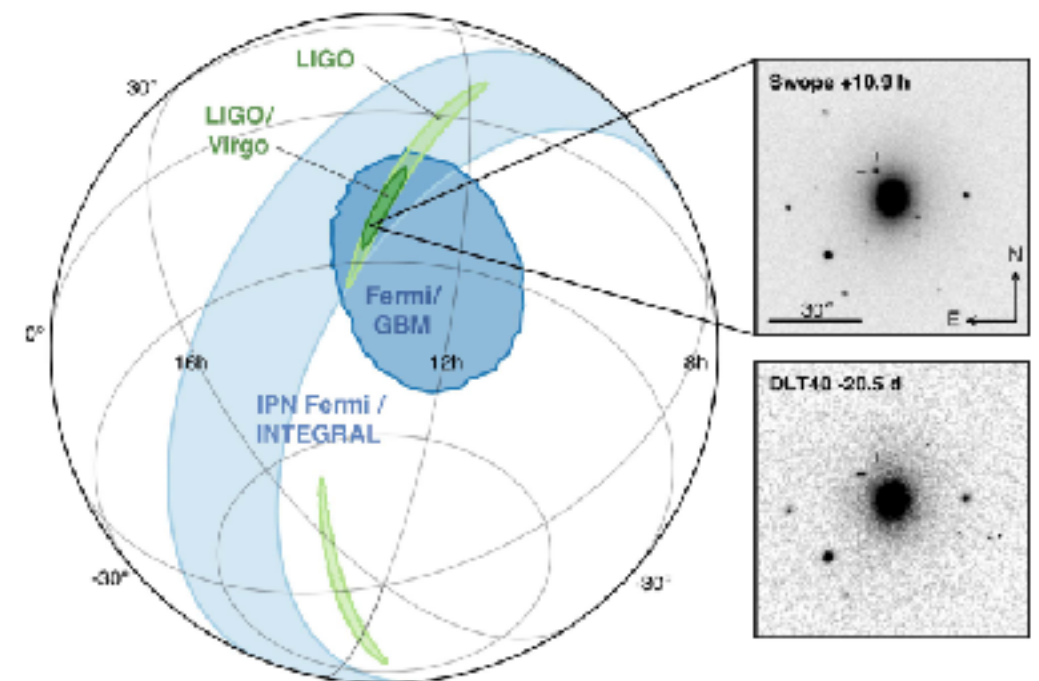 LIGO
LIGO/
Virgo
30°
Fermi/
GBM
0°
16h
12h
8h
IPN Fermi /
INTEGRAL
-30°
-30°
Swope +10.9 h
N
E
30"
DLT40 -20.5 d